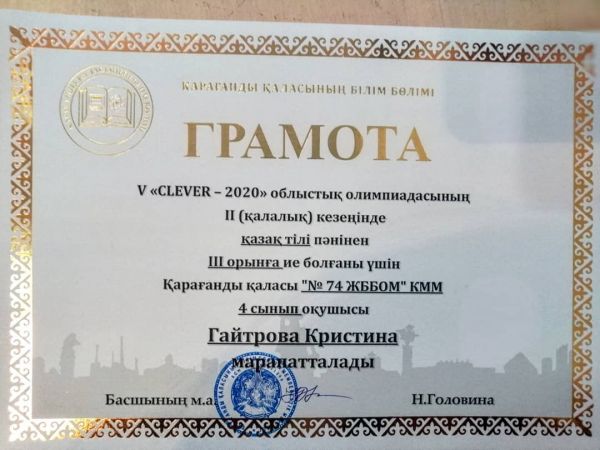 ҚАРАҒАНДЫ ҚАЛАСЫНЫҢ БІЛІМ БӨЛІМІ
ГРАМОТА
V «CLEVER – 2020» облыстық олимпиадасының
II (қалалық) кезеңінде
қазақ тілі пәнінен
III орынға ие болғаны үшін
Қарағанды қаласы "№ 74 ЖББОМ" КММ
4 сынып оқушысы
Гайтрова Кристина
марапатталады
Басшының м.а. Н.Головина